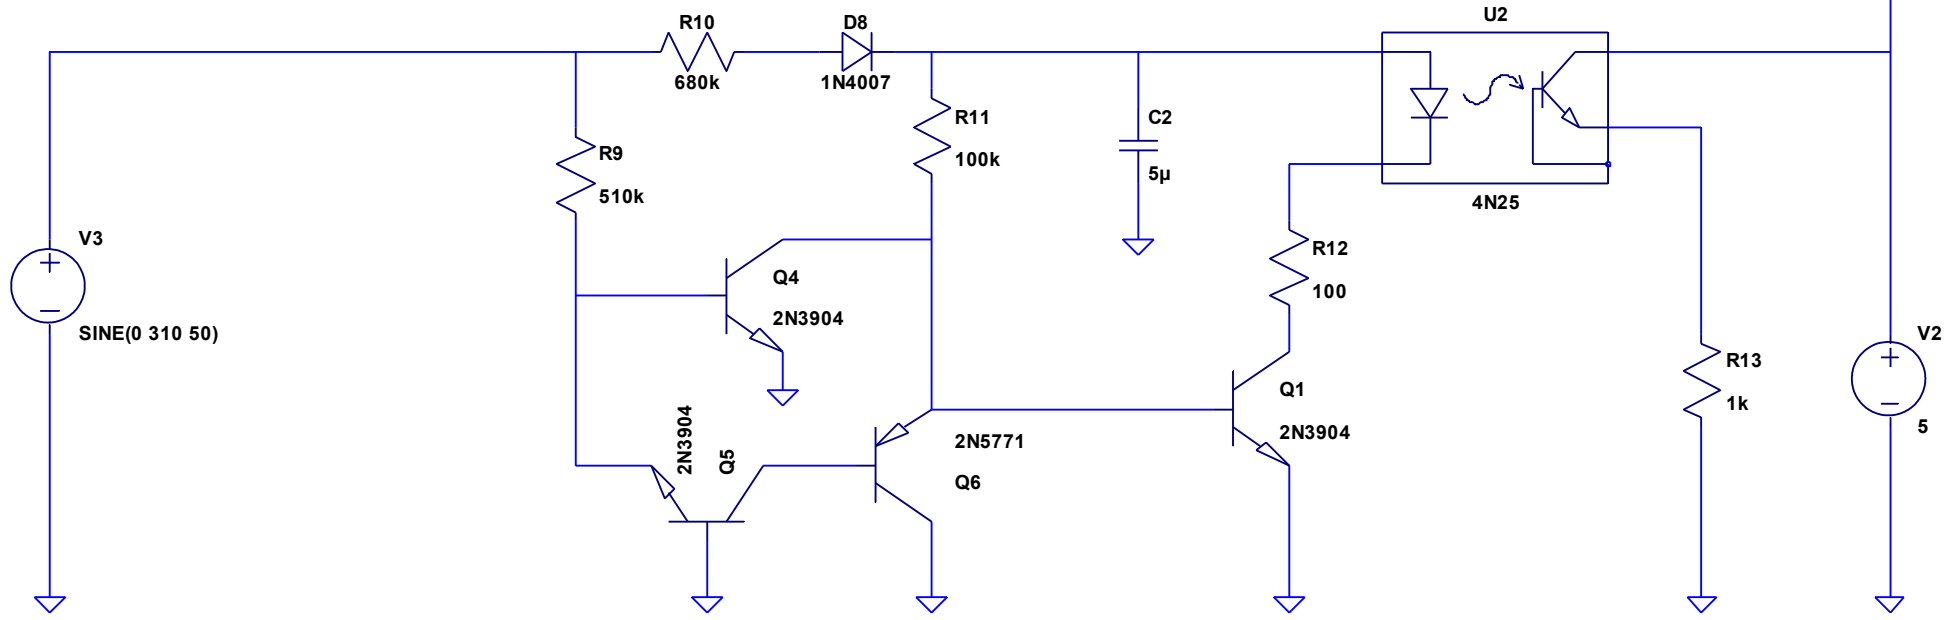 R10
680k
D8
1N4007
U2
4N25
R9
510k
R11
100k
C2
5µ
V3
SINE(0 310 50)
Q4
2N3904
R12
100
Q1
2N3904
R13
1k
V2
5
2N3904
Q5
2N5771
Q6